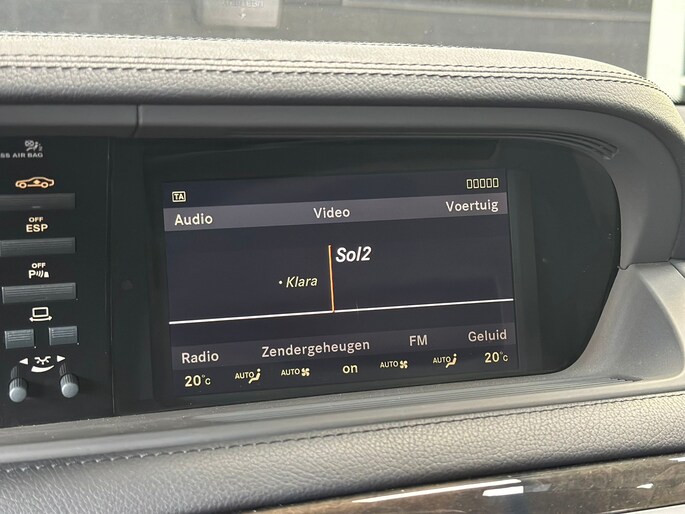 SS AIR BAG
OFF
ESP
OFF
P
TA
Audio Video Voertuig
Sol2
• Klara
Radio Zendergeheugen FM Geluid
20°C AUTO AUTO on AUTO AUTO 20°C